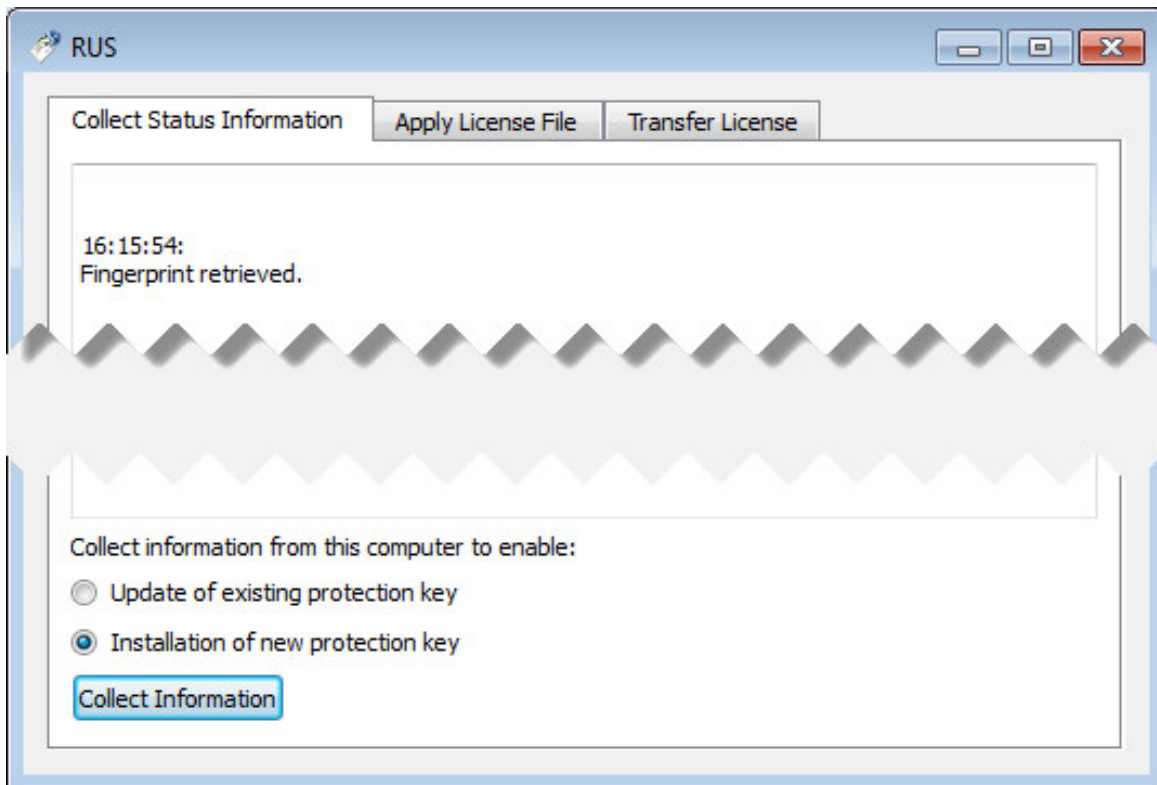 RUS
Collect Status Information
Apply License File
Transfer License
16:15:54:
Fingerprint retrieved.
Collect information from this computer to enable:
Update of existing protection key
Installation of new protection key
Collect Information